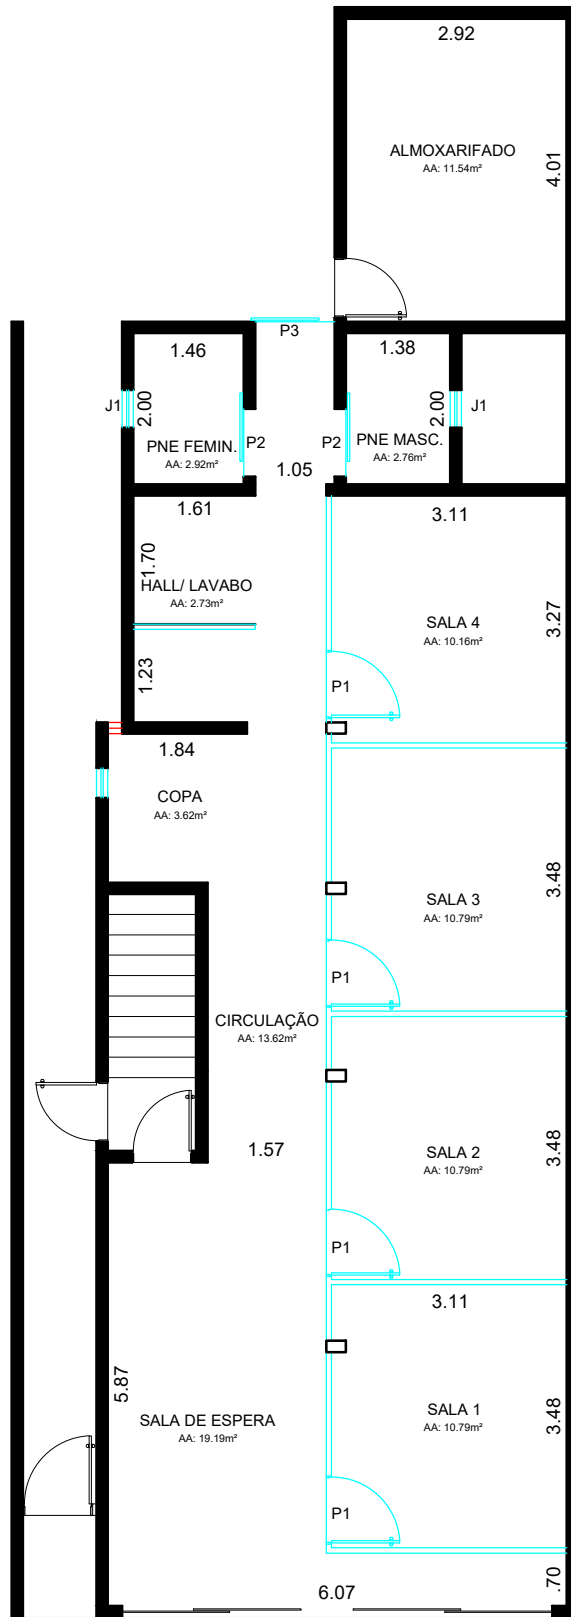 2.92
ALMOXARIFADO
AA: 11.54m²
4.01
P3
1.46
1.38
J1
2.00
2.00
J1
PNE FEMIN.
AA: 2.92m²
P2
P2
PNE MASC.
AA: 2.76m²
1.05
1.61
3.11
1.70
HALL/ LAVABO
AA: 2.73m²
SALA 4
AA: 10.16m²
3.27
1.23
P1
1.84
COPA
AA: 3.62m²
SALA 3
AA: 10.79m²
3.48
P1
CIRCULAÇÃO
AA: 13.62m²
1.57
SALA 2
AA: 10.79m²
3.48
P1
3.11
5.87
SALA DE ESPERA
AA: 19.19m²
SALA 1
AA: 10.79m²
3.48
P1
.70
6.07